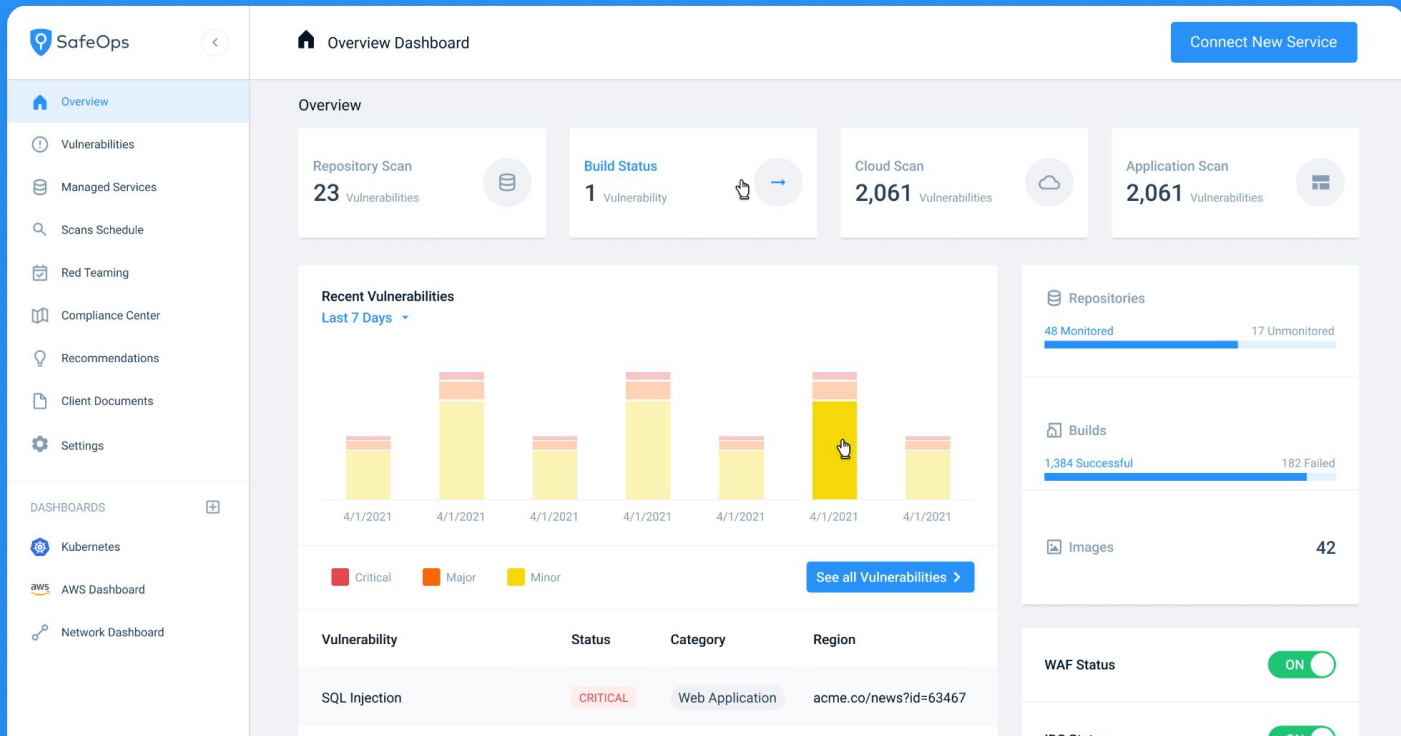 SafeOps
Overview Dashboard
Connect New Service
Overview
Vulnerabilities
Managed Services
Scans Schedule
Red Teaming
Compliance Center
Recommendations
Client Documents
Settings
DASHBOARDS
Kubernetes
aws AWS Dashboard
Network Dashboard
Overview
Repository Scan
23 Vulnerabilities
Build Status
1 Vulnerability
Cloud Scan
2,061 Vulnerabilities
Application Scan
2,061 Vulnerabilities
Recent Vulnerabilities
Last 7 Days
4/1/2021 4/1/2021 4/1/2021 4/1/2021 4/1/2021 4/1/2021 4/1/2021
Critical Major Minor
See all Vulnerabilities
Vulnerability Status Category Region
SQL Injection CRITICAL Web Application acme.co/news?id=63467
Repositories
48 Monitored 17 Unmonitored
Builds
1,384 Successful 182 Failed
Images 42
WAF Status ON